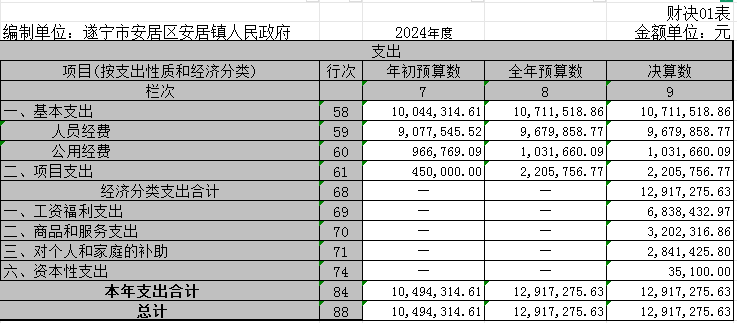 财决01表
编制单位：遂宁市安居区安居镇人民政府 2024年度 金额单位：元
支出
项目(按支出性质和经济分类) 行次 年初预算数 全年预算数 决算数
栏次 7 8 9
一、基本支出 58 10,044,314.61 10,711,518.86 10,711,518.86
人员经费 59 9,077,545.52 9,679,858.77 9,679,858.77
公用经费 60 966,769.09 1,031,660.09 1,031,660.09
二、项目支出 61 450,000.00 2,205,756.77 2,205,756.77
经济分类支出合计 68 — — 12,917,275.63
一、工资福利支出 69 — — 6,838,432.97
二、商品和服务支出 70 — — 3,202,316.86
三、对个人和家庭的补助 71 — — 2,841,425.80
六、资本性支出 74 — — 35,100.00
本年支出合计 84 10,494,314.61 12,917,275.63 12,917,275.63
总计 88 10,494,314.61 12,917,275.63 12,917,275.63